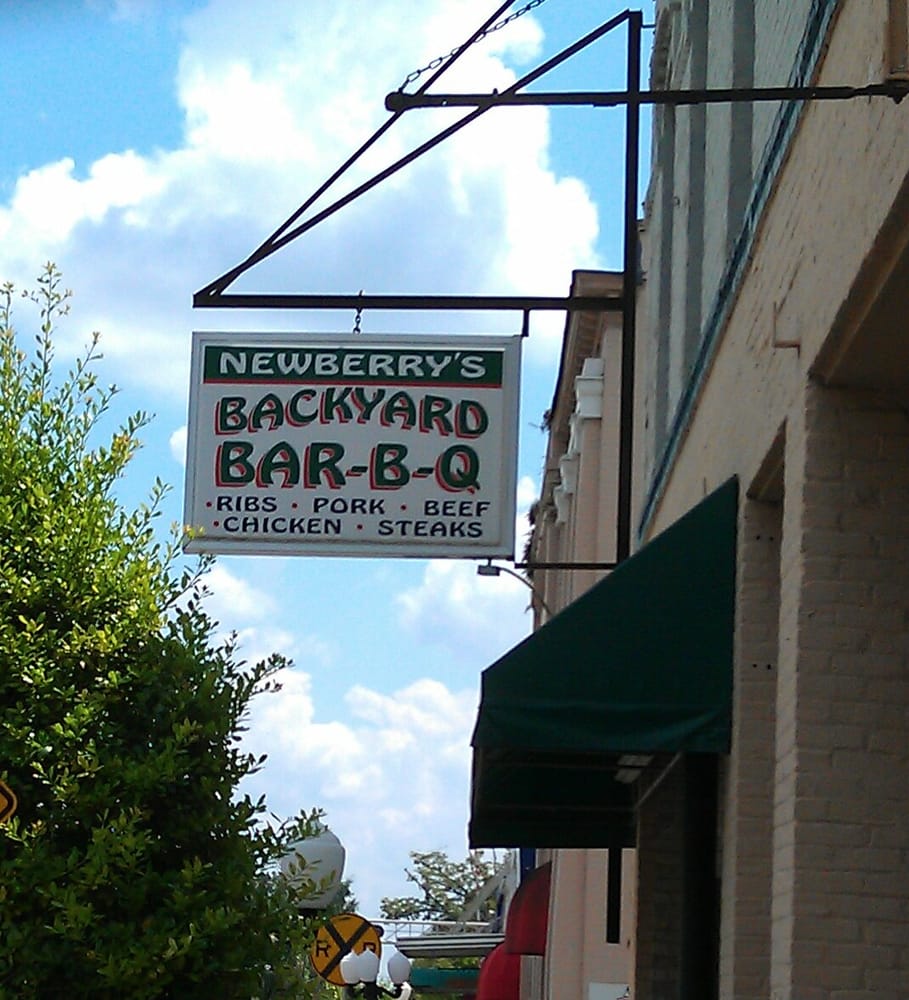 NEWBERRY'S
BACKYARD
BAR-B-Q
·RIBS · PORK · BEEF
·CHICKEN · STEAKS
R R